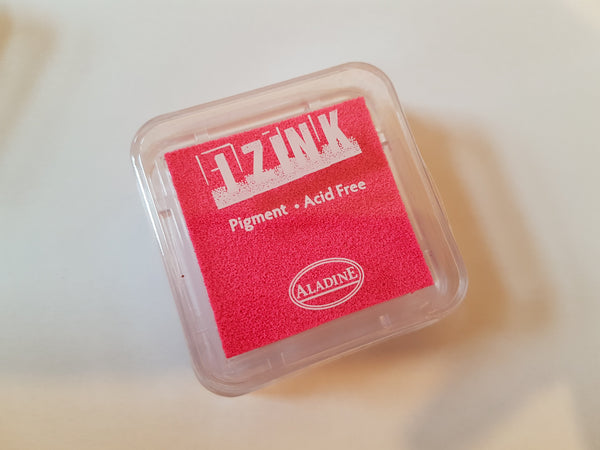 IZINK
Pigment • Acid Free
ALADINE